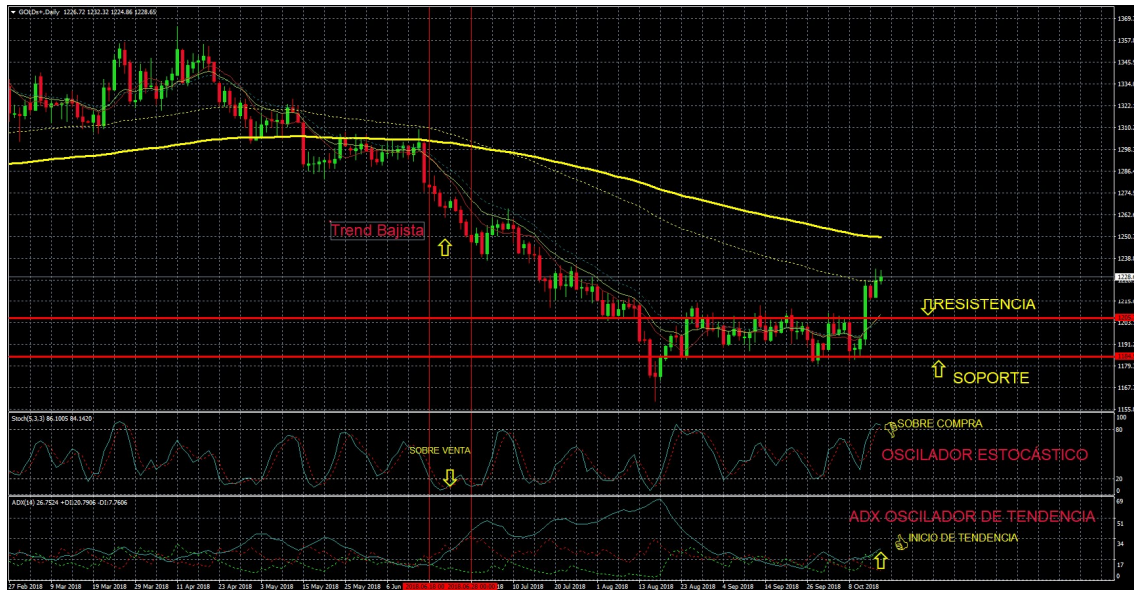 GOLDs+,Daily 1226.72 1232.32 1224.86 1228.65
1369.
1357.
1345.
1334.
1322.
1310.
1298.
1286.
1274.
1262.
1250.
1238.
1228.
1226.
1215.
1203.
1191.
1179.
1167.
1155.
Trend Bajista
RESISTENCIA
SOPORTE
Stoch(5,3,3) 86.1005 84.1420
100
80
20
0
SOBRE VENTA
SOBRE COMPRA
OSCILADOR ESTOCÁSTICO
ADX(14) 26.7524 +DI:20.7906 -DI:7.7606
69
51
34
17
0
ADX OSCILADOR DE TENDENCIA
INICIO DE TENDENCIA
27 Feb 2018 9 Mar 2018 19 Mar 2018 29 Mar 2018 11 Apr 2018 23 Apr 2018 3 May 2018 15 May 2018 25 May 2018 6 Jun 10 Jul 2018 20 Jul 2018 1 Aug 2018 13 Aug 2018 23 Aug 2018 4 Sep 2018 14 Sep 2018 26 Sep 2018 8 Oct 2018